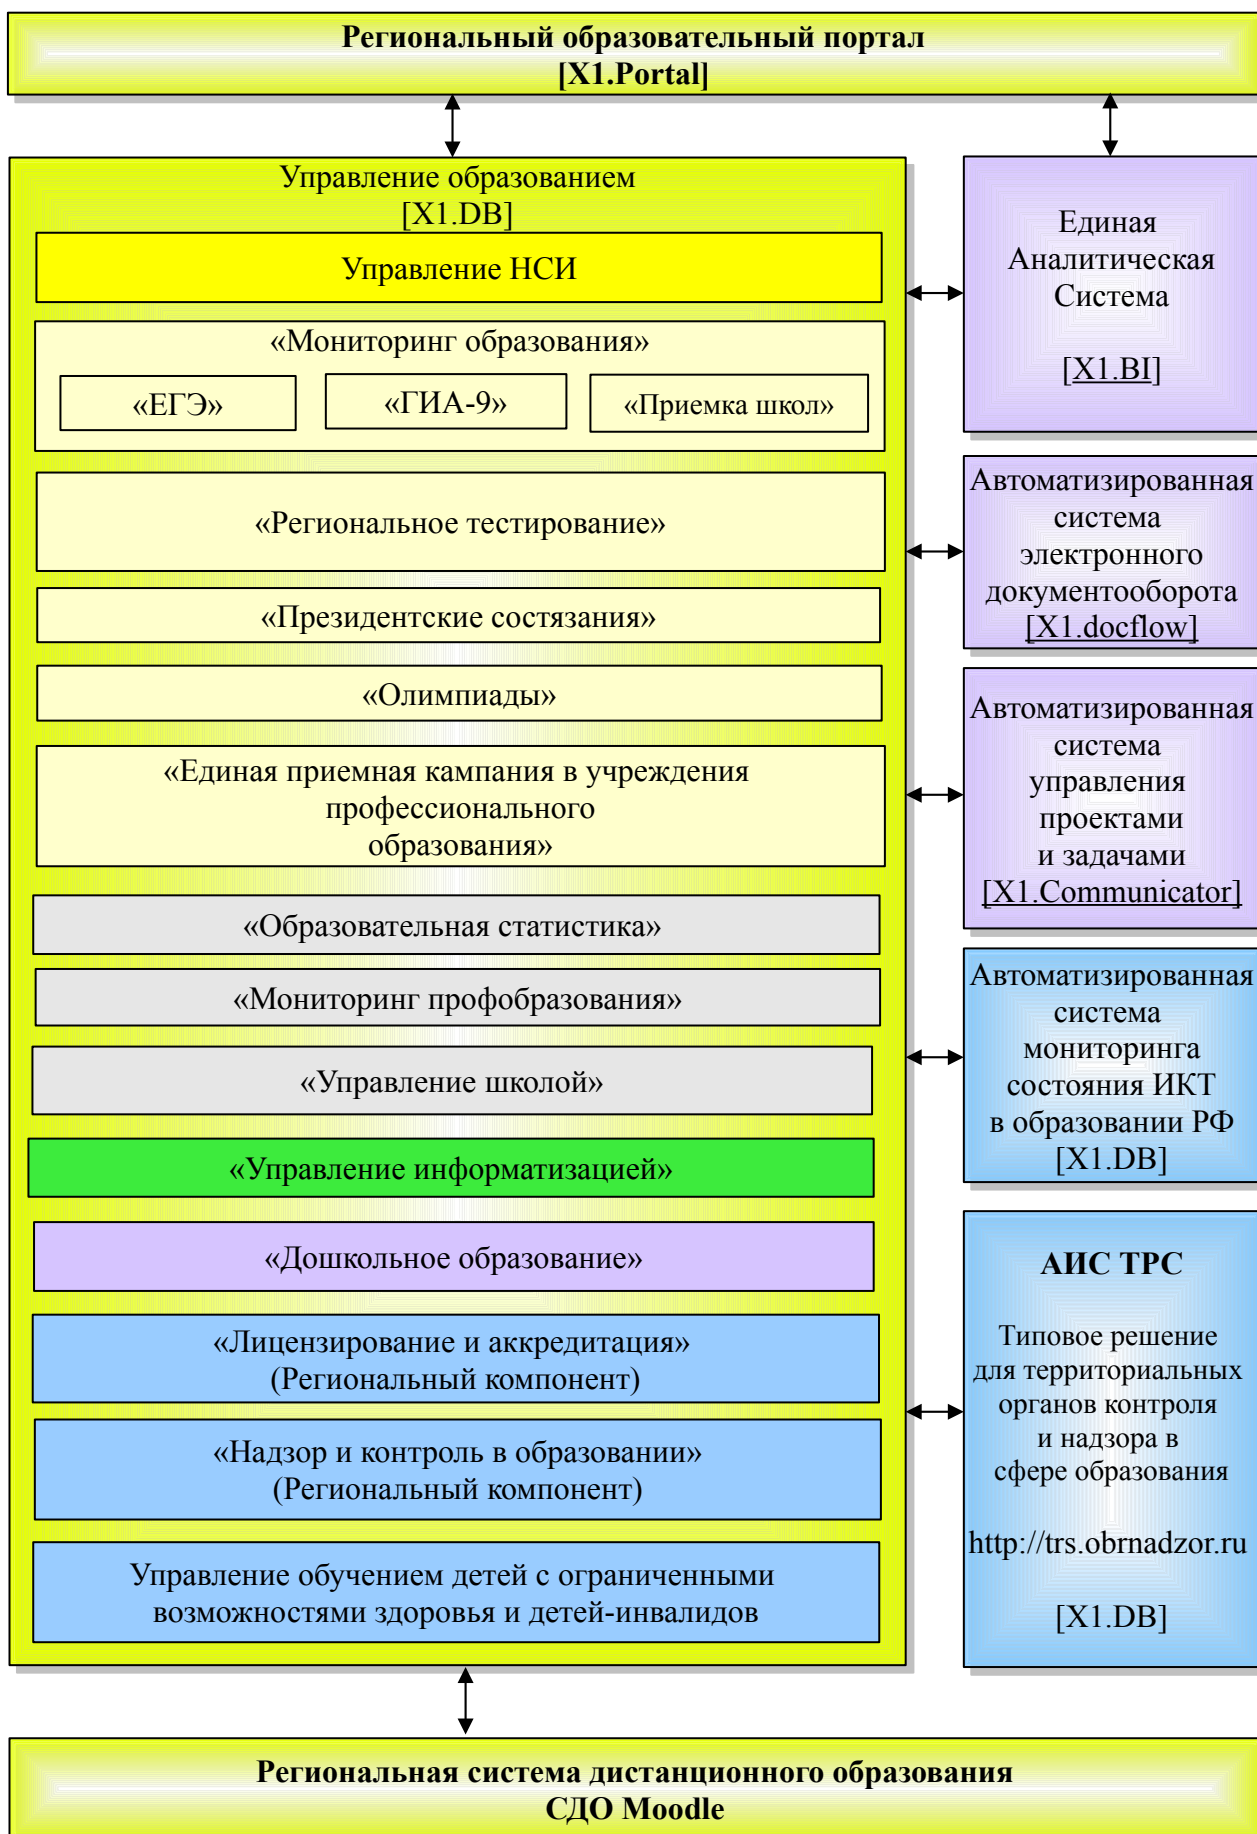 Региональный образовательный портал
[X1.Portal]
Управление образованием
[X1.DB]
Управление НСИ
«Мониторинг образования»
«ЕГЭ»
«ГИА-9»
«Приемка школ»
«Региональное тестирование»
«Президентские состязания»
«Олимпиады»
«Единая приемная кампания в учреждения
профессионального
образования»
«Образовательная статистика»
«Мониторинг профобразования»
«Управление школой»
«Управление информатизацией»
«Дошкольное образование»
«Лицензирование и аккредитация»
(Региональный компонент)
«Надзор и контроль в образовании»
(Региональный компонент)
Управление обучением детей с ограниченными
возможностями здоровья и детей-инвалидов
Единая
Аналитическая
Система
[X1.BI]
Автоматизированная
система
электронного
документооборота
[X1.docflow]
Автоматизированная
система
управления
проектами
и задачами
[X1.Communicator]
Автоматизированная
система
мониторинга
состояния ИКТ
в образовании РФ
[X1.DB]
АИС ТРС
Типовое решение
для территориальных
органов контроля
и надзора в
сфере образования
http://trs.obrnadzor.ru
[X1.DB]
Региональная система дистанционного образования
СДО Moodle